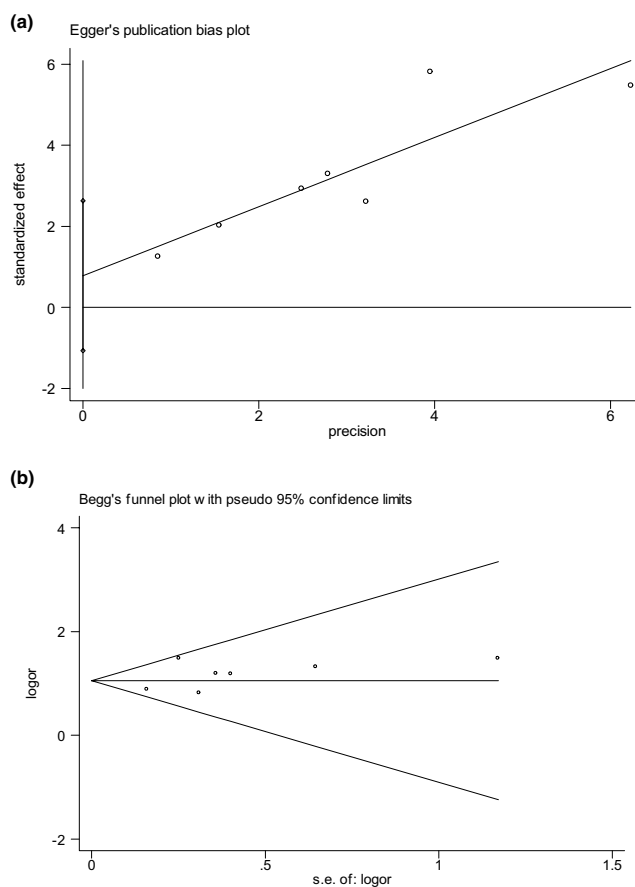 (a)
Egger's publication bias plot
standardized effect
6
4
2
0
-2
0 2 4 6
precision
(b)
Begg's funnel plot with pseudo 95% confidence limits
logor
4
2
0
-2
0 .5 1 1.5
s.e. of: logor